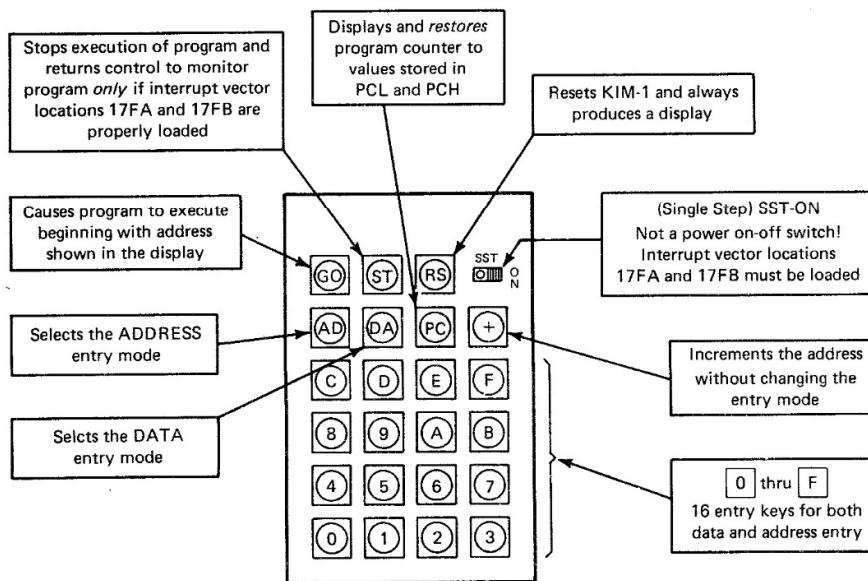 Stops execution of program and
returns control to monitor
program only if interrupt vector
locations 17FA and 17FB are
properly loaded
Displays and restores
program counter to
values stored in
PCL and PCH
Resets KIM-1 and always
produces a display
Causes program to execute
beginning with address
shown in the display
(Single Step) SST-ON
Not a power on-off switch!
Interrupt vector locations
17FA and 17FB must be loaded
Selects the ADDRESS
entry mode
Selcts the DATA
entry mode
Increments the address
without changing the
entry mode
0 thru F
16 entry keys for both
data and address entry
GO ST RS SST ON
AD DA PC +
C D E F
8 9 A B
4 5 6 7
0 1 2 3